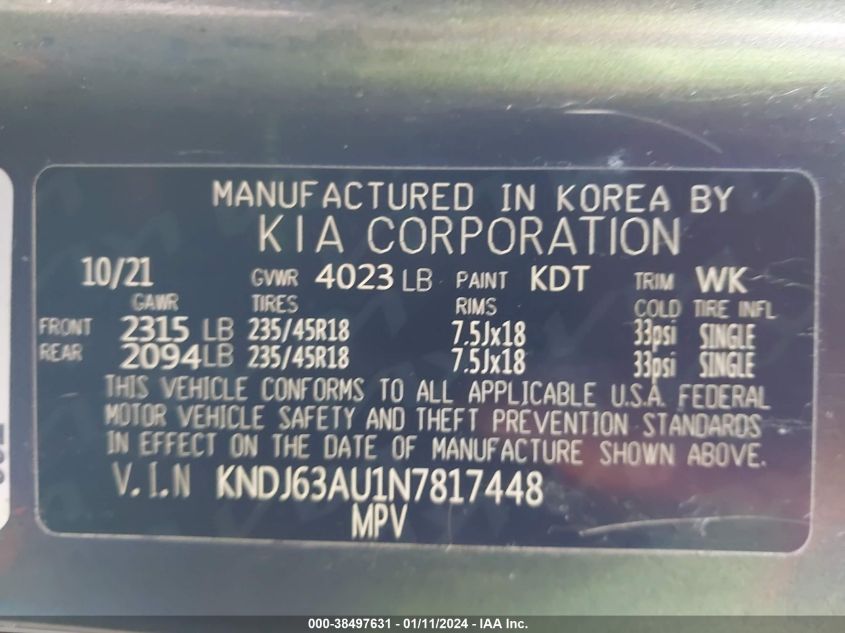 MANUFACTURED IN KOREA BY
KIA CORPORATION
10/21 GVWR 4023 LB PAINT KDT TRIM WK
GAWR TIRES RIMS COLD TIRE INFL
FRONT 2315 LB 235/45R18 7.5Jx18 33psi SINGLE
REAR 2094 LB 235/45R18 7.5Jx18 33psi SINGLE
THIS VEHICLE CONFORMS TO ALL APPLICABLE U.S.A. FEDERAL
MOTOR VEHICLE SAFETY AND THEFT PREVENTION STANDARDS
IN EFFECT ON THE DATE OF MANUFACTURE SHOWN ABOVE.
V.I.N KNDJ63AU1N7817448
MPV
000-38497631 - 01/11/2024 - IAA Inc.